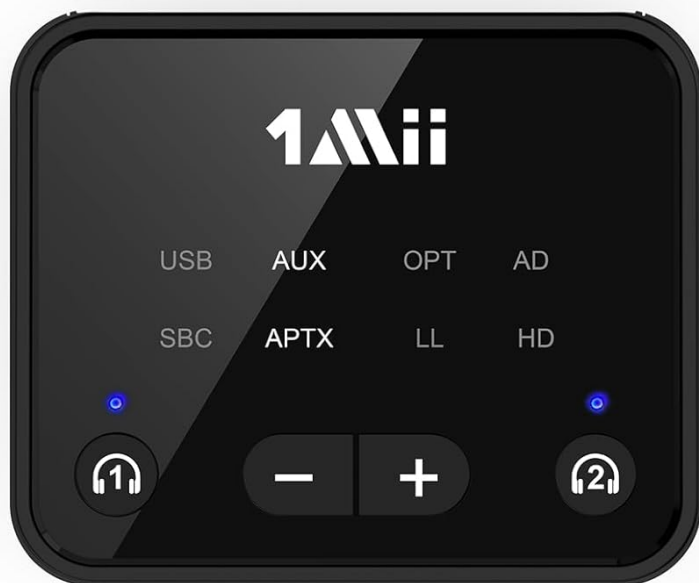 1Mii
USB AUX OPT AD
SBC APTX LL HD
1 − + 2